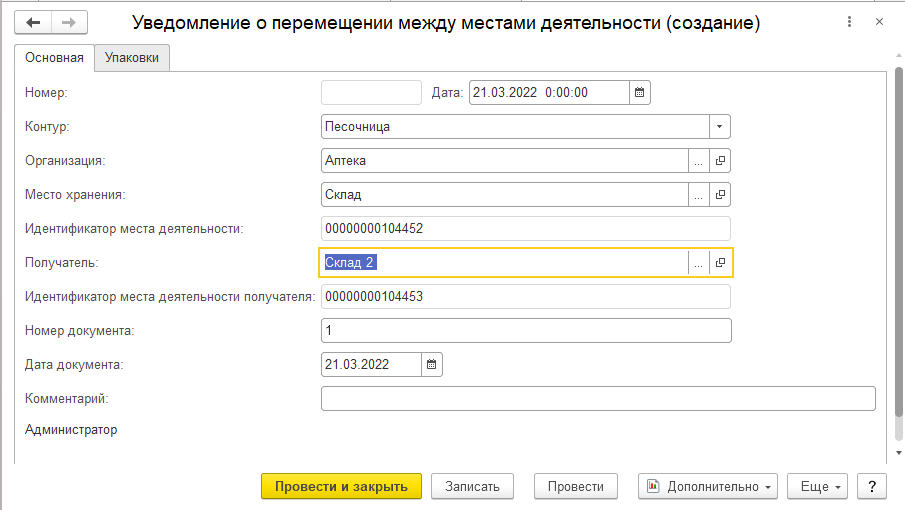 Уведомление о перемещении между местами деятельности (создание)
Основная Упаковки
Номер: Дата: 21.03.2022 0:00:00
Контур: Песочница
Организация: Аптека ...
Место хранения: Склад ...
Идентификатор места деятельности: 00000000104452
Получатель: Склад 2 ...
Идентификатор места деятельности получателя: 00000000104453
Номер документа: 1
Дата документа: 21.03.2022
Комментарий:
Администратор
Провести и закрыть Записать Провести Дополнительно Еще ?